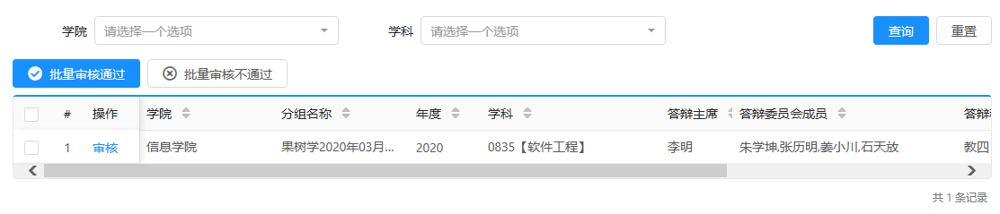 学院 请选择一个选项 学科 请选择一个选项 查询 重置
批量审核通过 批量审核不通过
# 操作 学院 分组名称 年度 学科 答辩主席 答辩委员会成员 答辩
1 审核 信息学院 果树学2020年03月... 2020 0835【软件工程】 李明 朱学坤,张历明,姜小川,石天放 教四
共 1 条记录